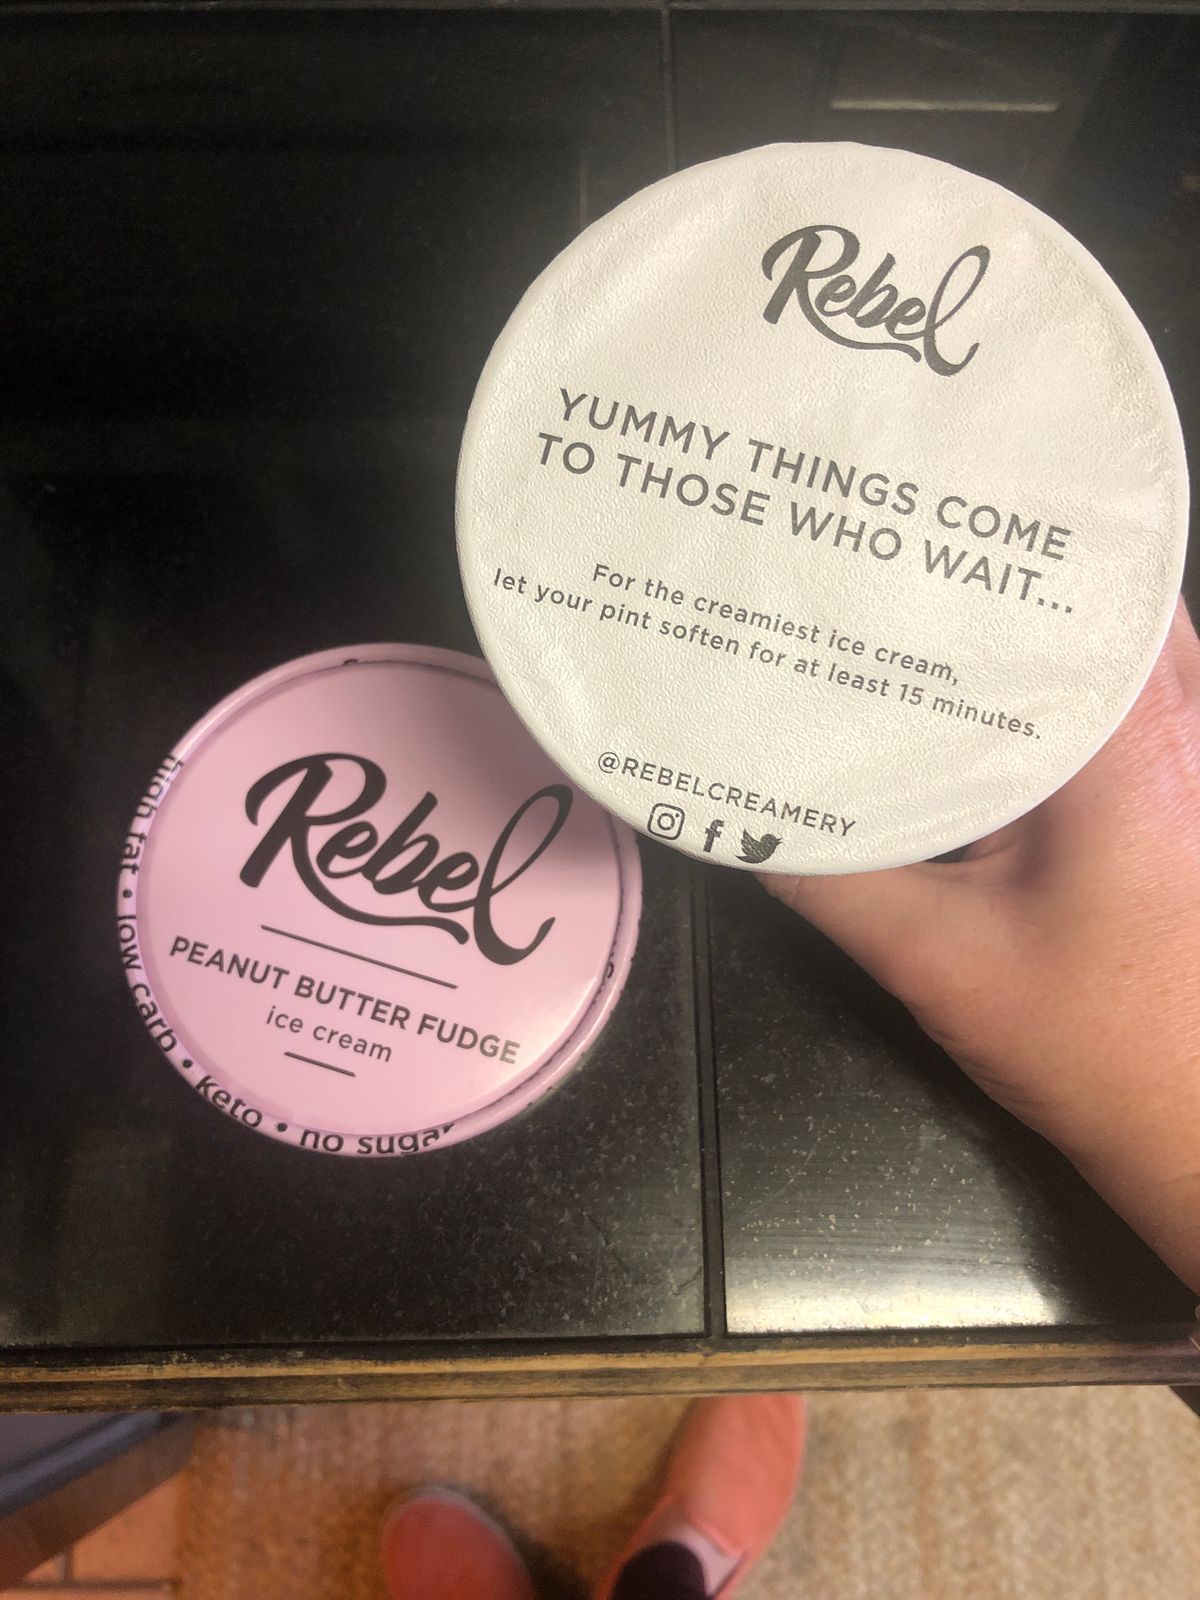 Rebel
YUMMY THINGS COME
TO THOSE WHO WAIT...
For the creamiest ice cream,
let your pint soften for at least 15 minutes.
@REBELCREAMERY
Rebel
PEANUT BUTTER FUDGE
ice cream
high fat • low carb • keto • no sugar